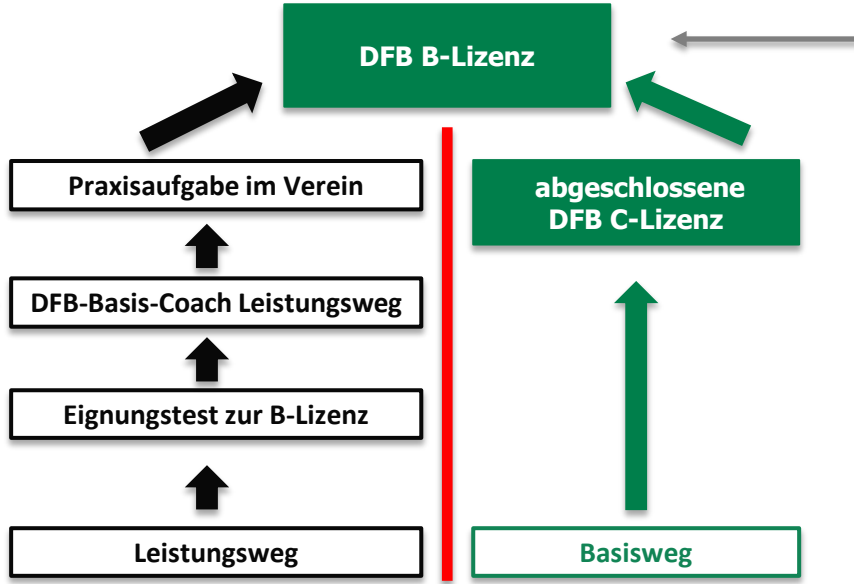 DFB B-Lizenz
Praxisaufgabe im Verein
DFB-Basis-Coach Leistungsweg
Eignungstest zur B-Lizenz
Leistungsweg
abgeschlossene
DFB C-Lizenz
Basisweg